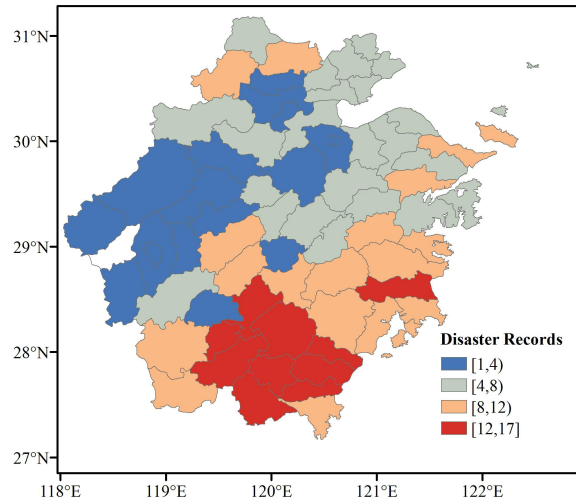 31°N
30°N
29°N
28°N
27°N
118°E 119°E 120°E 121°E 122°E
Disaster Records
[1,4)
[4,8)
[8,12)
[12,17]